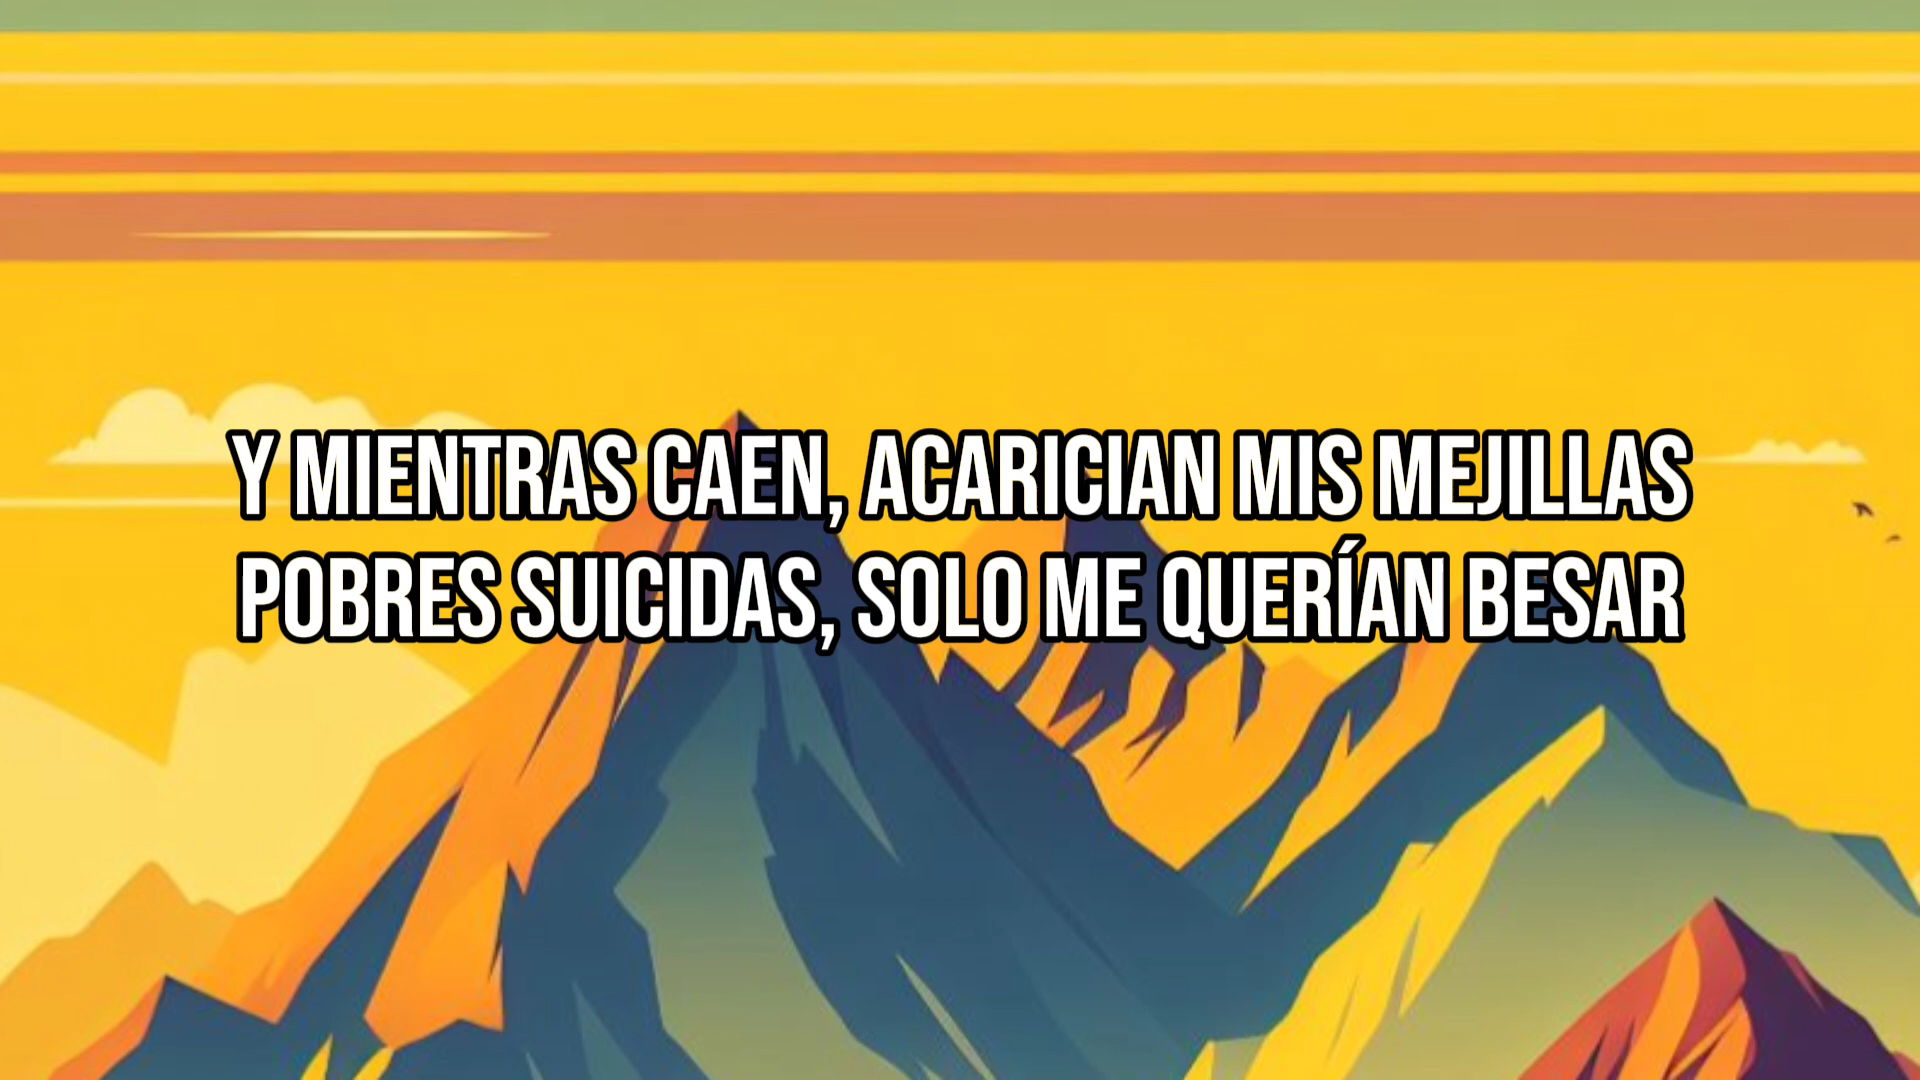 Y MIENTRAS CAEN, ACARICIAN MIS MEJILLAS
POBRES SUICIDAS, SOLO ME QUERÍAN BESAR